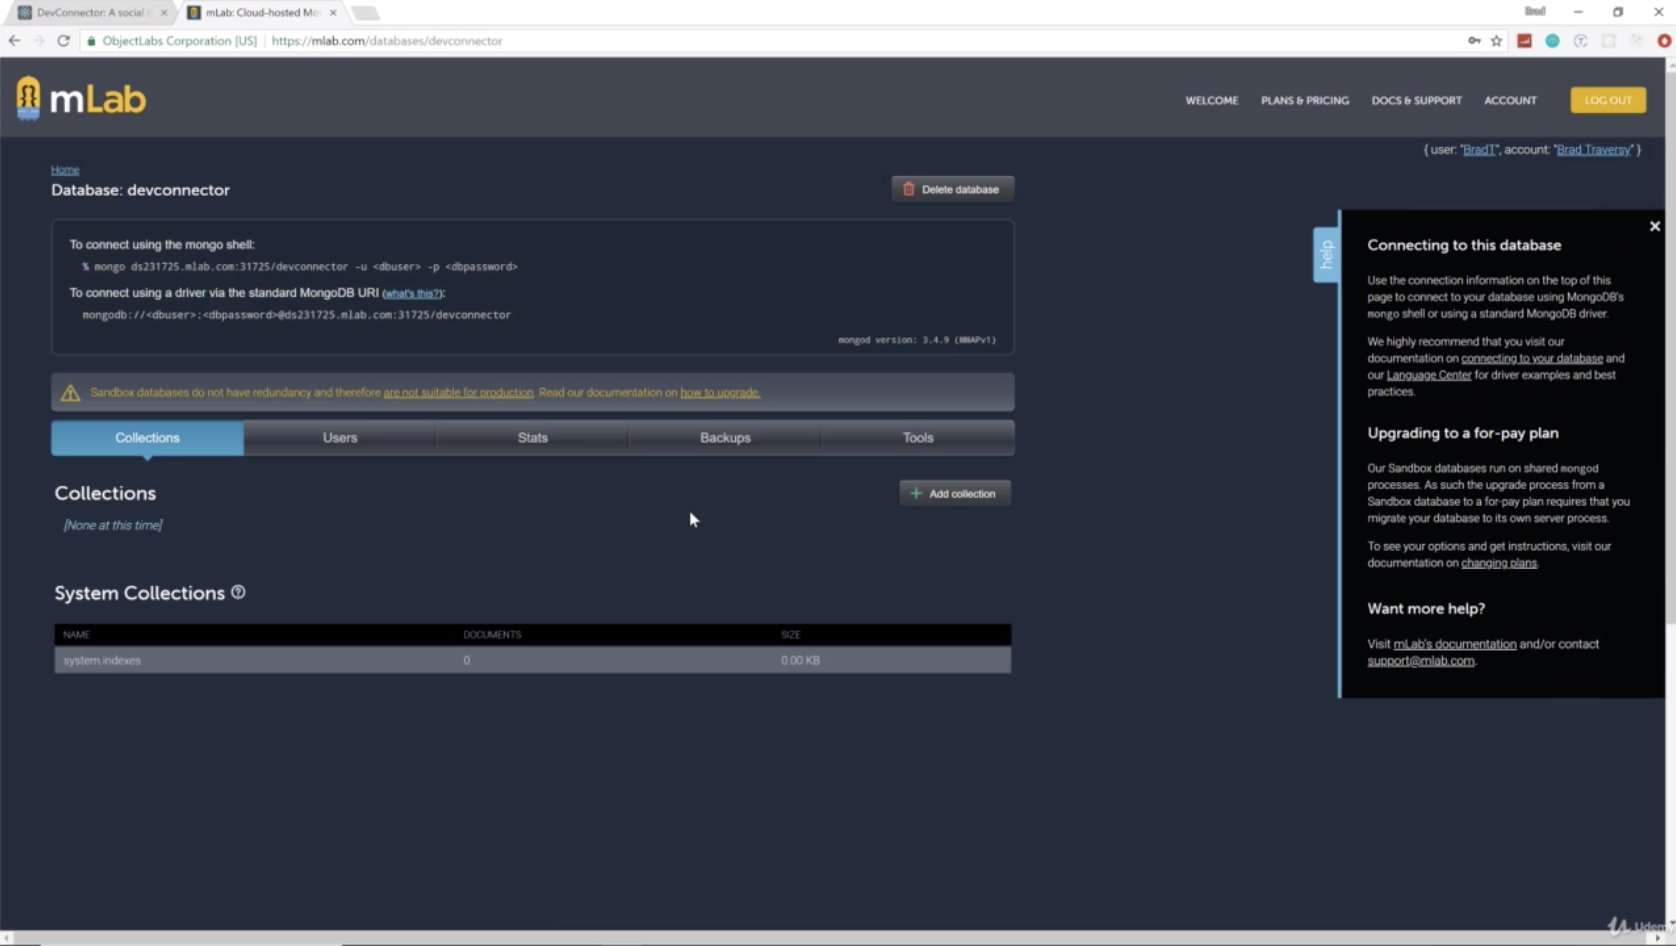 DevConnector: A social
mLab: Cloud-hosted Mo
Brad
ObjectLabs Corporation [US]
https://mlab.com/databases/devconnector
mLab
WELCOME
PLANS & PRICING
DOCS & SUPPORT
ACCOUNT
LOG OUT
{ user: "BradT", account: "Brad Traversy" }
Home
Database: devconnector
Delete database
To connect using the mongo shell:
% mongo ds231725.mlab.com:31725/devconnector -u <dbuser> -p <dbpassword>
To connect using a driver via the standard MongoDB URI (what's this?):
mongodb://<dbuser>:<dbpassword>@ds231725.mlab.com:31725/devconnector
mongod version: 3.4.9 (MMAPv1)
Sandbox databases do not have redundancy and therefore are not suitable for production. Read our documentation on how to upgrade.
Collections
Users
Stats
Backups
Tools
Collections
Add collection
[None at this time]
System Collections
NAME
DOCUMENTS
SIZE
system.indexes
0
0.00 KB
help
Connecting to this database
Use the connection information on the top of this
page to connect to your database using MongoDB's
mongo shell or using a standard MongoDB driver.
We highly recommend that you visit our
documentation on connecting to your database and
our Language Center for driver examples and best
practices.
Upgrading to a for-pay plan
Our Sandbox databases run on shared mongod
processes. As such the upgrade process from a
Sandbox database to a for-pay plan requires that you
migrate your database to its own server process.
To see your options and get instructions, visit our
documentation on changing plans.
Want more help?
Visit mLab's documentation and/or contact
support@mlab.com.